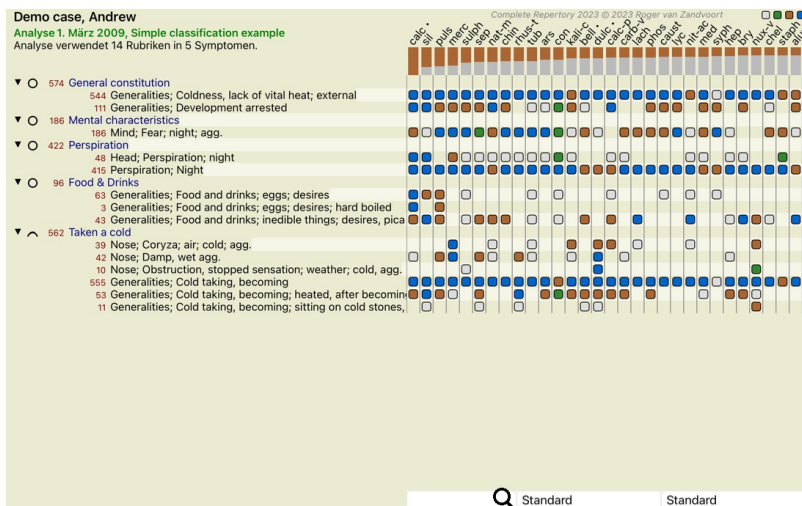 Demo case, Andrew
Complete Repertory 2023 © 2023 Roger van Zandvoort
Analyse 1. März 2009, Simple classification example
Analyse verwendet 14 Rubriken in 5 Symptomen.
calc • sil puls • merc sulph sep • nat-m chin rhus-t tub ars con kali-c bell • dulc • calc-p carb-v lach phos caust lyc nit-ac med syph hep bry nux-v chel staph
574 General constitution
544 Generalities; Coldness, lack of vital heat; external
111 Generalities; Development arrested
186 Mental characteristics
186 Mind; Fear; night; agg.
422 Perspiration
48 Head; Perspiration; night
415 Perspiration; Night
96 Food & Drinks
63 Generalities; Food and drinks; eggs; desires
3 Generalities; Food and drinks; eggs; desires; hard boiled
43 Generalities; Food and drinks; inedible things; desires, pica
562 Taken a cold
39 Nose; Coryza; air; cold; agg.
42 Nose; Damp, wet agg.
10 Nose; Obstruction, stopped sensation; weather; cold, agg.
555 Generalities; Cold taking, becoming
53 Generalities; Cold taking, becoming; heated, after becomin
11 Generalities; Cold taking, becoming; sitting on cold stones,
Standard Standard